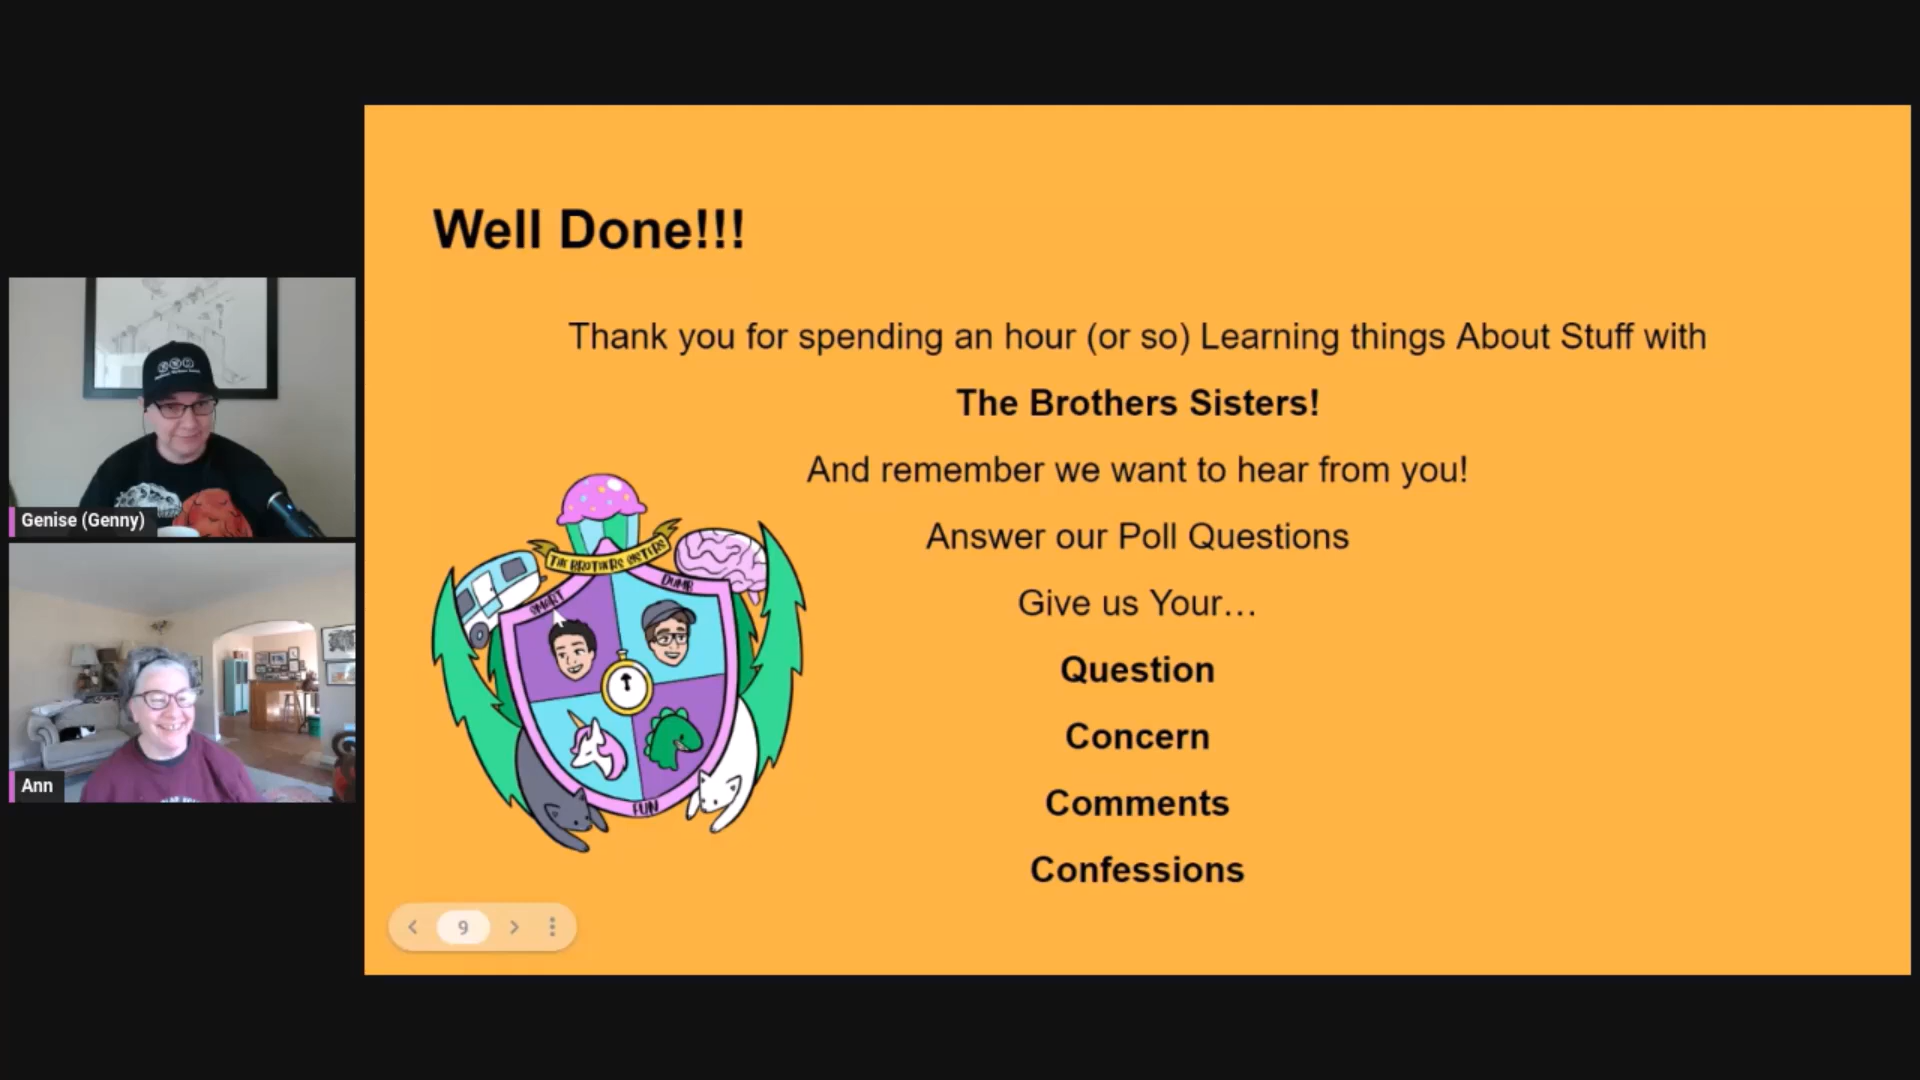 Well Done!!!
Thank you for spending an hour (or so) Learning things About Stuff with
The Brothers Sisters!
And remember we want to hear from you!
Answer our Poll Questions
Give us Your…
Question
Concern
Comments
Confessions
THE BROTHERS SISTERS
SMART
DUMB
FUN
Genise (Genny)
Ann
9